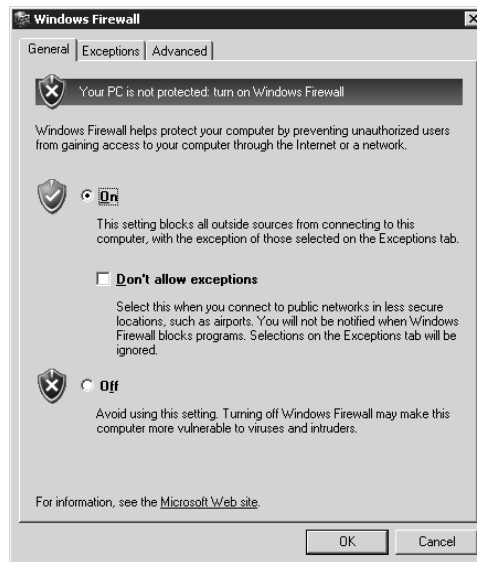 Windows Firewall
General Exceptions Advanced
Your PC is not protected: turn on Windows Firewall
Windows Firewall helps protect your computer by preventing unauthorized users
from gaining access to your computer through the Internet or a network.
On
This setting blocks all outside sources from connecting to this
computer, with the exception of those selected on the Exceptions tab.
Don't allow exceptions
Select this when you connect to public networks in less secure
locations, such as airports. You will not be notified when Windows
Firewall blocks programs. Selections on the Exceptions tab will be
ignored.
Off
Avoid using this setting. Turning off Windows Firewall may make this
computer more vulnerable to viruses and intruders.
For information, see the Microsoft Web site.
OK Cancel